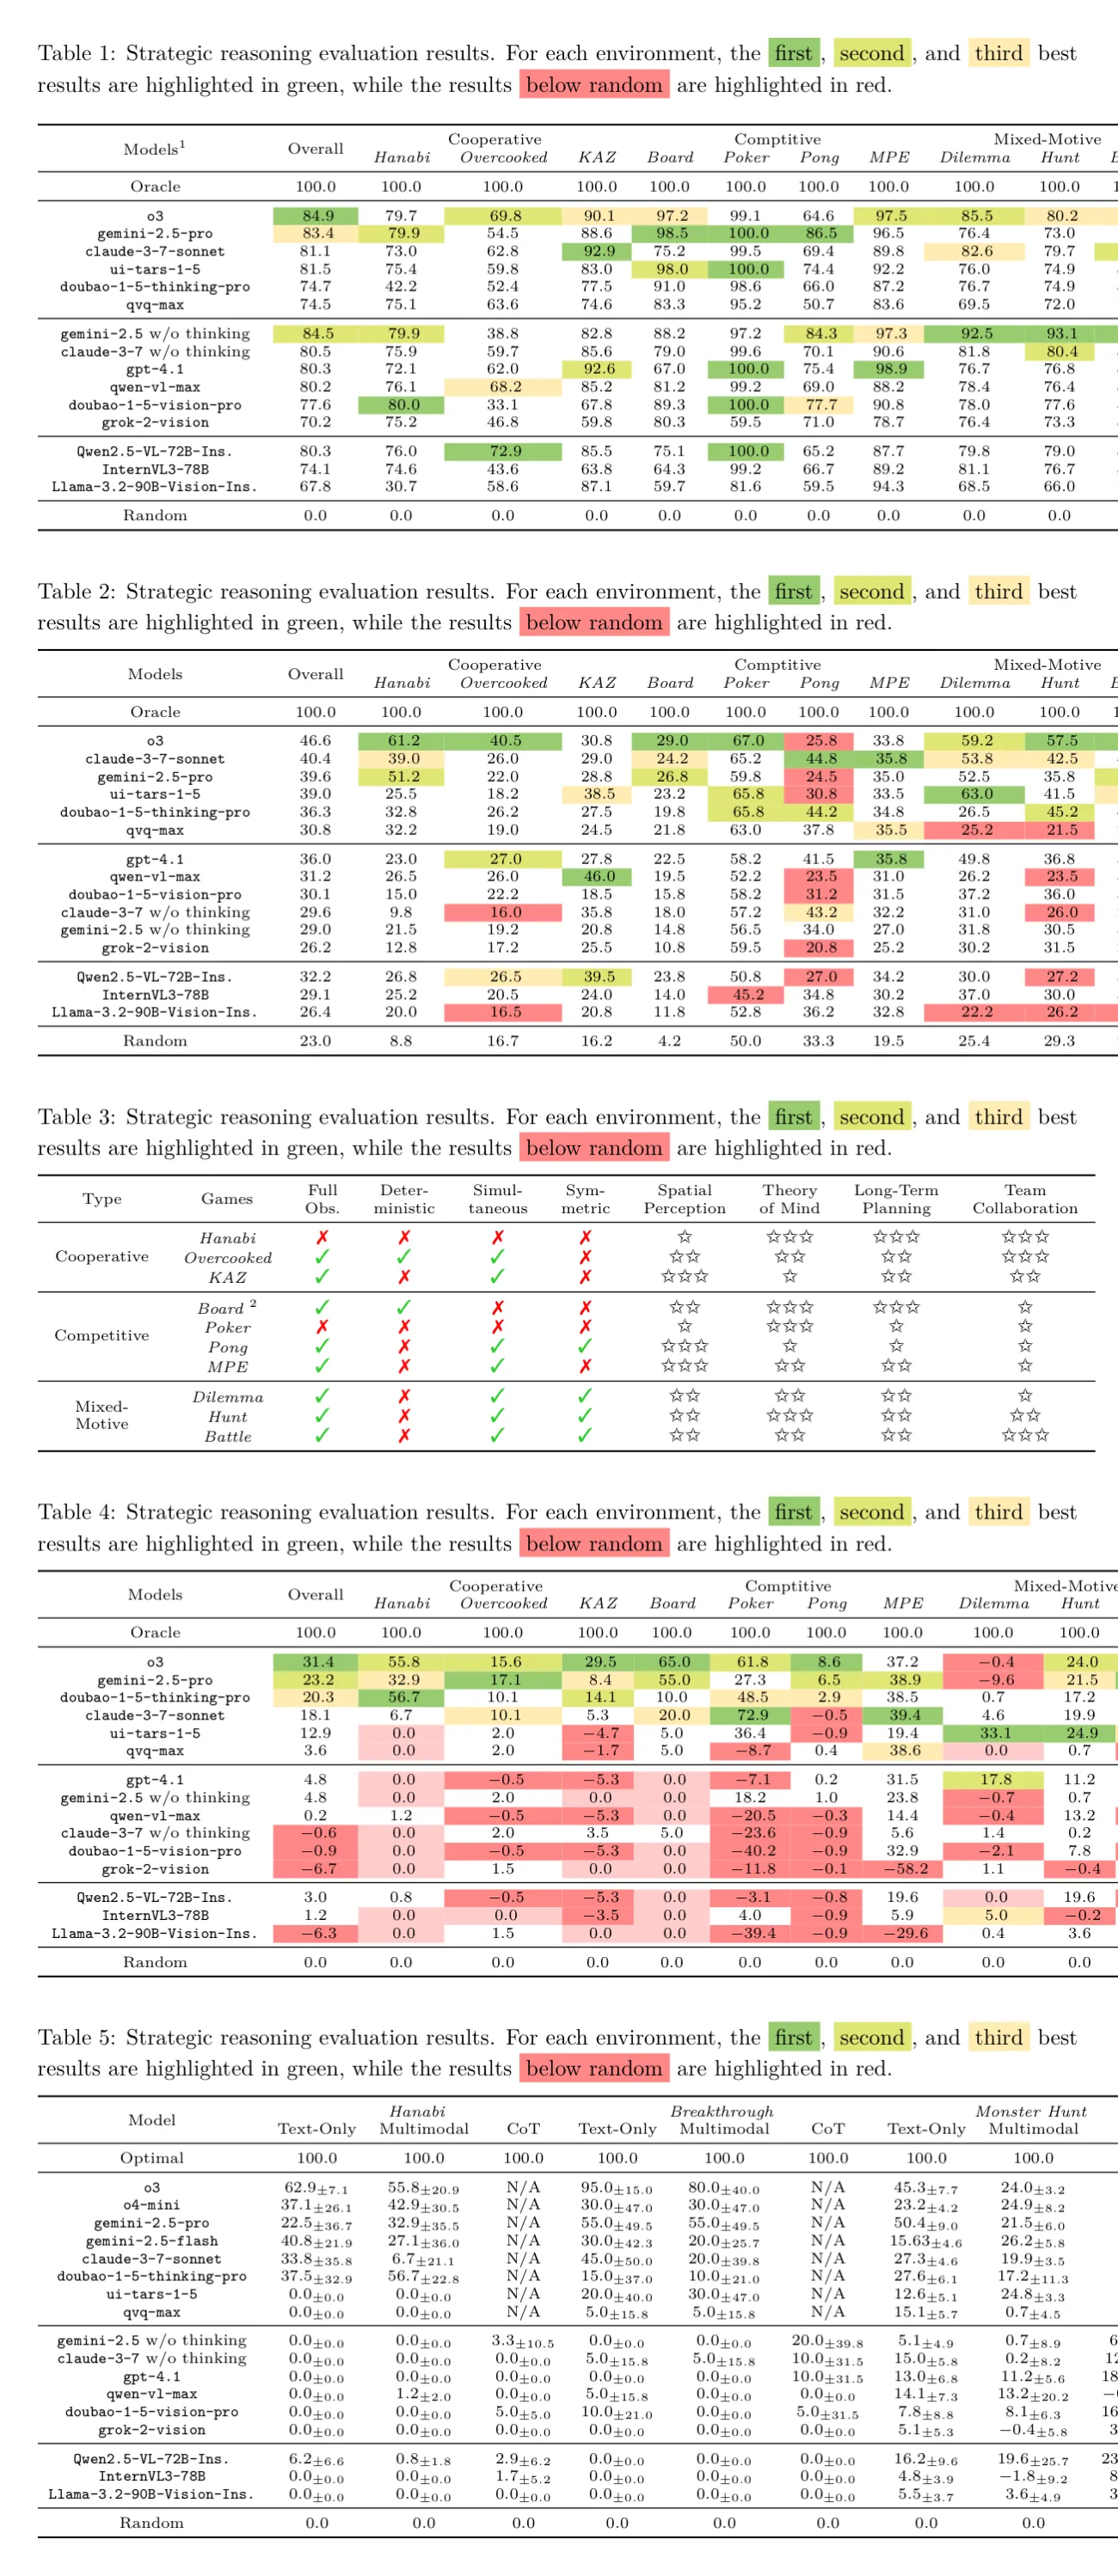 Table 1: Strategic reasoning evaluation results. For each environment, the first, second, and third best
results are highlighted in green, while the results below random are highlighted in red.
Models1 Overall Cooperative Comptitive Mixed-Motive
Hanabi Overcooked KAZ Board Poker Pong MPE Dilemma Hunt
Oracle 100.0 100.0 100.0 100.0 100.0 100.0 100.0 100.0 100.0 100.0
o3 84.9 79.7 69.8 90.1 97.2 99.1 64.6 97.5 85.5 80.2
gemini-2.5-pro 83.4 79.9 54.5 88.6 98.5 100.0 86.5 96.5 76.4 73.0
claude-3-7-sonnet 81.1 73.0 62.8 92.9 75.2 99.5 69.4 89.8 82.6 79.7
ui-tars-1-5 81.5 75.4 59.8 83.0 98.0 100.0 74.4 92.2 76.0 74.9
doubao-1-5-thinking-pro 74.7 42.2 52.4 77.5 91.0 98.6 66.0 87.2 76.7 74.9
qvq-max 74.5 75.1 63.6 74.6 83.3 95.2 50.7 83.6 69.5 72.0
gemini-2.5 w/o thinking 84.5 79.9 38.8 82.8 88.2 97.2 84.3 97.3 92.5 93.1
claude-3-7 w/o thinking 80.5 75.9 59.7 85.6 79.0 99.6 70.1 90.6 81.8 80.4
gpt-4.1 80.3 72.1 62.0 92.6 67.0 100.0 75.4 98.9 76.7 76.8
qwen-vl-max 80.2 76.1 68.2 85.2 81.2 99.2 69.0 88.2 78.4 76.4
doubao-1-5-vision-pro 77.6 80.0 33.1 67.8 89.3 100.0 77.7 90.8 78.0 77.6
grok-2-vision 70.2 75.2 46.8 59.8 80.3 59.5 71.0 78.7 76.4 73.3
Qwen2.5-VL-72B-Ins. 80.3 76.0 72.9 85.5 75.1 100.0 65.2 87.7 79.8 79.0
InternVL3-78B 74.1 74.6 43.6 63.8 64.3 99.2 66.7 89.2 81.1 76.7
Llama-3.2-90B-Vision-Ins. 67.8 30.7 58.6 87.1 59.7 81.6 59.5 94.3 68.5 66.0
Random 0.0 0.0 0.0 0.0 0.0 0.0 0.0 0.0 0.0 0.0
Table 2: Strategic reasoning evaluation results. For each environment, the first, second, and third best
results are highlighted in green, while the results below random are highlighted in red.
Models Overall Cooperative Comptitive Mixed-Motive
Hanabi Overcooked KAZ Board Poker Pong MPE Dilemma Hunt
Oracle 100.0 100.0 100.0 100.0 100.0 100.0 100.0 100.0 100.0 100.0
o3 46.6 61.2 40.5 30.8 29.0 67.0 25.8 33.8 59.2 57.5
claude-3-7-sonnet 40.4 39.0 26.0 29.0 24.2 65.2 44.8 35.8 53.8 42.5
gemini-2.5-pro 39.6 51.2 22.0 28.8 26.8 59.8 24.5 35.0 52.5 35.8
ui-tars-1-5 39.0 25.5 18.2 38.5 23.2 65.8 30.8 33.5 63.0 41.5
doubao-1-5-thinking-pro 36.3 32.8 26.2 27.5 19.8 65.8 44.2 34.8 26.5 45.2
qvq-max 30.8 32.2 19.0 24.5 21.8 63.0 37.8 35.5 25.2 21.5
gpt-4.1 36.0 23.0 27.0 27.8 22.5 58.2 41.5 35.8 49.8 36.8
qwen-vl-max 31.2 26.5 26.0 46.0 19.5 52.2 23.5 31.0 26.2 23.5
doubao-1-5-vision-pro 30.1 15.0 22.2 18.5 15.8 58.2 31.2 31.5 37.2 36.0
claude-3-7 w/o thinking 29.6 9.8 16.0 35.8 18.0 57.2 43.2 32.2 31.0 26.0
gemini-2.5 w/o thinking 29.0 21.5 19.2 20.8 14.8 56.5 34.0 27.0 31.8 30.5
grok-2-vision 26.2 12.8 17.2 25.5 10.8 59.5 20.8 25.2 30.2 31.5
Qwen2.5-VL-72B-Ins. 32.2 26.8 26.5 39.5 23.8 50.8 27.0 34.2 30.0 27.2
InternVL3-78B 29.1 25.2 20.5 24.0 14.0 45.2 34.8 30.2 37.0 30.0
Llama-3.2-90B-Vision-Ins. 26.4 20.0 16.5 20.8 11.8 52.8 36.2 32.8 22.2 26.2
Random 23.0 8.8 16.7 16.2 4.2 50.0 33.3 19.5 25.4 29.3
Table 3: Strategic reasoning evaluation results. For each environment, the first, second, and third best
results are highlighted in green, while the results below random are highlighted in red.
Type Games Full Deter- Simul- Sym- Spatial Theory Long-Term Team
Obs. ministic taneous metric Perception of Mind Planning Collaboration
Cooperative Hanabi ✗ ✗ ✗ ✗ ☆ ☆☆☆ ☆☆☆ ☆☆☆
Overcooked ✓ ✓ ✓ ✗ ☆☆ ☆☆ ☆☆ ☆☆☆
KAZ ✓ ✗ ✓ ✗ ☆☆☆ ☆ ☆☆ ☆☆
Competitive Board 2 ✓ ✓ ✗ ✗ ☆☆ ☆☆☆ ☆☆☆ ☆
Poker ✗ ✗ ✗ ✗ ☆ ☆☆☆ ☆ ☆
Pong ✓ ✗ ✓ ✓ ☆☆☆ ☆ ☆ ☆
MPE ✓ ✗ ✓ ✗ ☆☆☆ ☆☆ ☆☆ ☆
Mixed- Dilemma ✓ ✗ ✓ ✓ ☆☆ ☆☆ ☆☆ ☆
Motive Hunt ✓ ✗ ✓ ✓ ☆☆ ☆☆☆ ☆☆ ☆☆
Battle ✓ ✗ ✓ ✓ ☆☆ ☆☆ ☆☆ ☆☆☆
Table 4: Strategic reasoning evaluation results. For each environment, the first, second, and third best
results are highlighted in green, while the results below random are highlighted in red.
Models Overall Cooperative Comptitive Mixed-Motive
Hanabi Overcooked KAZ Board Poker Pong MPE Dilemma Hunt
Oracle 100.0 100.0 100.0 100.0 100.0 100.0 100.0 100.0 100.0 100.0
o3 31.4 55.8 15.6 29.5 65.0 61.8 8.6 37.2 −0.4 24.0
gemini-2.5-pro 23.2 32.9 17.1 8.4 55.0 27.3 6.5 38.9 −9.6 21.5
doubao-1-5-thinking-pro 20.3 56.7 10.1 14.1 10.0 48.5 2.9 38.5 0.7 17.2
claude-3-7-sonnet 18.1 6.7 10.1 5.3 20.0 72.9 −0.5 39.4 4.6 19.9
ui-tars-1-5 12.9 0.0 2.0 −4.7 5.0 36.4 −0.9 19.4 33.1 24.9
qvq-max 3.6 0.0 2.0 −1.7 5.0 −8.7 0.4 38.6 0.0 0.7
gpt-4.1 4.8 0.0 −0.5 −5.3 0.0 −7.1 0.2 31.5 17.8 11.2
gemini-2.5 w/o thinking 4.8 0.0 2.0 0.0 0.0 18.2 1.0 23.8 −0.7 0.7
qwen-vl-max 0.2 1.2 −0.5 −5.3 0.0 −20.5 −0.3 14.4 −0.4 13.2
claude-3-7 w/o thinking −0.6 0.0 2.0 3.5 5.0 −23.6 −0.9 5.6 1.4 0.2
doubao-1-5-vision-pro −0.9 0.0 −0.5 −5.3 0.0 −40.2 −0.9 32.9 −2.1 7.8
grok-2-vision −6.7 0.0 1.5 0.0 0.0 −11.8 −0.1 −58.2 1.1 −0.4
Qwen2.5-VL-72B-Ins. 3.0 0.8 −0.5 −5.3 0.0 −3.1 −0.8 19.6 0.0 19.6
InternVL3-78B 1.2 0.0 0.0 −3.5 0.0 4.0 −0.9 5.9 5.0 −0.2
Llama-3.2-90B-Vision-Ins. −6.3 0.0 1.5 0.0 0.0 −39.4 −0.9 −29.6 0.4 3.6
Random 0.0 0.0 0.0 0.0 0.0 0.0 0.0 0.0 0.0 0.0
Table 5: Strategic reasoning evaluation results. For each environment, the first, second, and third best
results are highlighted in green, while the results below random are highlighted in red.
Model Hanabi Breakthrough Monster Hunt
Text-Only Multimodal CoT Text-Only Multimodal CoT Text-Only Multimodal
Optimal 100.0 100.0 100.0 100.0 100.0 100.0 100.0 100.0
o3 62.9±7.1 55.8±20.9 N/A 95.0±15.0 80.0±40.0 N/A 45.3±7.7 24.0±3.2
o4-mini 37.1±26.1 42.9±30.5 N/A 30.0±47.0 30.0±47.0 N/A 23.2±4.2 24.9±8.2
gemini-2.5-pro 22.5±36.7 32.9±35.5 N/A 55.0±49.5 55.0±49.5 N/A 50.4±9.0 21.5±6.0
gemini-2.5-flash 40.8±21.9 27.1±36.0 N/A 30.0±42.3 20.0±25.7 N/A 15.63±4.6 26.2±5.8
claude-3-7-sonnet 33.8±35.8 6.7±21.1 N/A 45.0±50.0 20.0±39.8 N/A 27.3±4.6 19.9±3.5
doubao-1-5-thinking-pro 37.5±32.9 56.7±22.8 N/A 15.0±37.0 10.0±21.0 N/A 27.6±6.1 17.2±11.3
ui-tars-1-5 0.0±0.0 0.0±0.0 N/A 20.0±40.0 30.0±47.0 N/A 12.6±5.1 24.8±3.3
qvq-max 0.0±0.0 0.0±0.0 N/A 5.0±15.8 5.0±15.8 N/A 15.1±5.7 0.7±4.5
gemini-2.5 w/o thinking 0.0±0.0 0.0±0.0 3.3±10.5 0.0±0.0 0.0±0.0 20.0±39.8 5.1±4.9 0.7±8.9 6
claude-3-7 w/o thinking 0.0±0.0 0.0±0.0 0.0±0.0 5.0±15.8 5.0±15.8 10.0±31.5 15.0±5.8 0.2±8.2 12
gpt-4.1 0.0±0.0 0.0±0.0 0.0±0.0 0.0±0.0 0.0±0.0 10.0±31.5 13.0±6.8 11.2±5.6 18
qwen-vl-max 0.0±0.0 1.2±2.0 0.0±0.0 5.0±15.8 0.0±0.0 0.0±0.0 14.1±7.3 13.2±20.2
doubao-1-5-vision-pro 0.0±0.0 0.0±0.0 5.0±5.0 10.0±21.0 0.0±0.0 5.0±31.5 7.8±8.8 8.1±6.3 16
grok-2-vision 0.0±0.0 0.0±0.0 0.0±0.0 0.0±0.0 0.0±0.0 0.0±0.0 5.1±5.3 −0.4±5.8 3
Qwen2.5-VL-72B-Ins. 6.2±6.6 0.8±1.8 2.9±6.2 0.0±0.0 0.0±0.0 0.0±0.0 16.2±9.6 19.6±25.7 23
InternVL3-78B 0.0±0.0 0.0±0.0 1.7±5.2 0.0±0.0 0.0±0.0 0.0±0.0 4.8±3.9 −1.8±9.2 8
Llama-3.2-90B-Vision-Ins. 0.0±0.0 0.0±0.0 0.0±0.0 0.0±0.0 0.0±0.0 0.0±0.0 5.5±3.7 3.6±4.9 3
Random 0.0 0.0 0.0 0.0 0.0 0.0 0.0 0.0